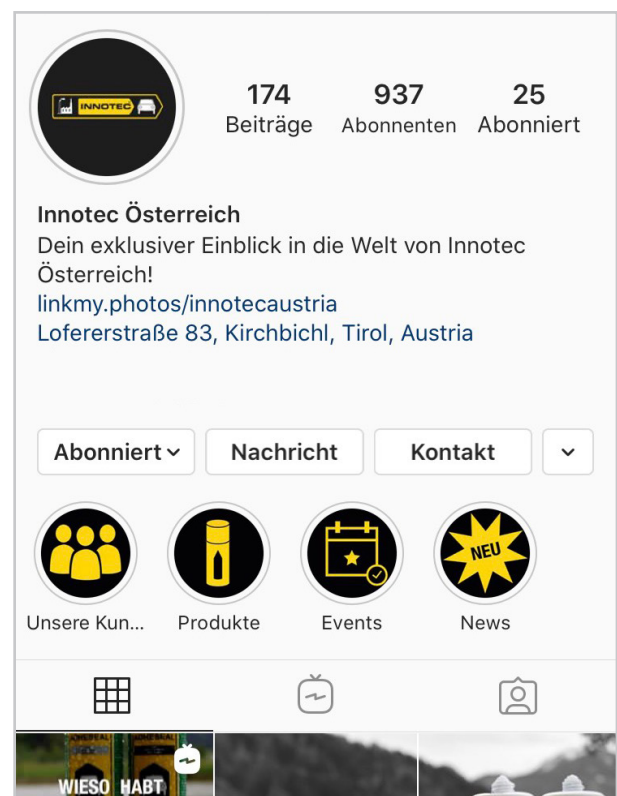 INNOTEC
174 937 25
Beiträge Abonnenten Abonniert
Innotec Österreich
Dein exklusiver Einblick in die Welt von Innotec
Österreich!
linkmy.photos/innotecaustria
Lofererstraße 83, Kirchbichl, Tirol, Austria
Abonniert Nachricht Kontakt
NEU
Unsere Kun... Produkte Events News
WIESO HABT